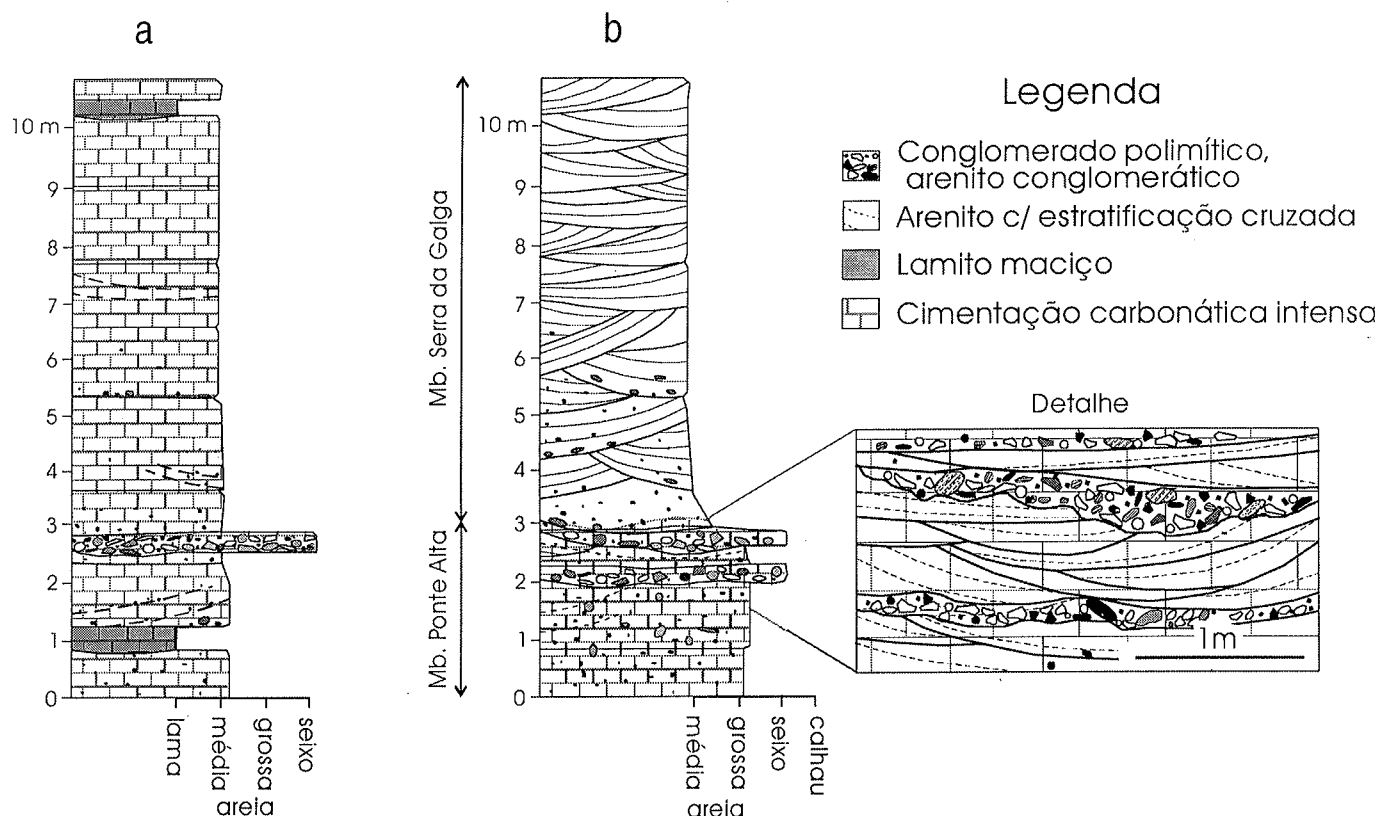 a
10 m
9
8
7
6
5
4
3
2
1
0
lama
média
grossa
seixo
areia
b
Mb. Serra da Galga
Mb. Ponte Alta
10 m
9
8
7
6
5
4
3
2
1
0
média
grossa
seixo
calhau
areia
Legenda
Conglomerado polimítico,
arenito conglomerático
Arenito c/ estratificação cruzada
Lamito maciço
Cimentação carbonática intensa
Detalhe
1m